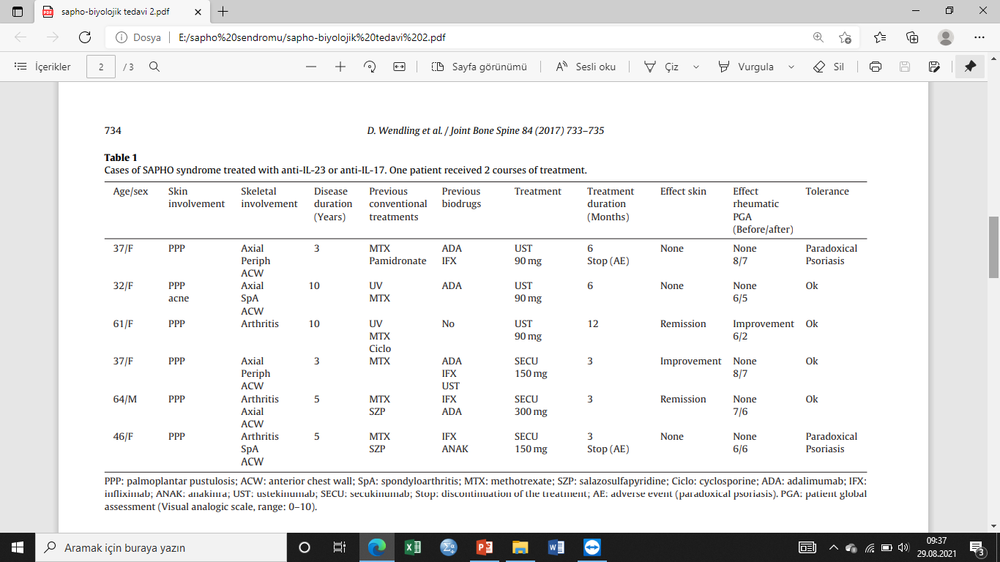 sapho-biyolojik tedavi 2.pdf
Dosya E:/sapho%20sendromu/sapho-biyolojik%20tedavi%202.pdf
İçerikler 2 / 3 Sayfa görünümü Sesli oku Çiz Vurgula Sil
734 D. Wendling et al. / Joint Bone Spine 84 (2017) 733–735
Table 1
Cases of SAPHO syndrome treated with anti-IL-23 or anti-IL-17. One patient received 2 courses of treatment.
Age/sex Skin Skeletal Disease Previous Previous Treatment Treatment Effect skin Effect Tolerance
involvement involvement duration conventional biodrugs duration rheumatic
(Years) treatments (Months) PGA
(Before/after)
37/F PPP Axial 3 MTX ADA UST 6 None None Paradoxical
Periph Pamidronate IFX 90 mg Stop (AE) 8/7 Psoriasis
ACW
32/F PPP Axial 10 UV ADA UST 6 None None Ok
acne SpA MTX 90 mg 6/5
ACW
61/F PPP Arthritis 10 UV No UST 12 Remission Improvement Ok
MTX 90 mg 6/2
Ciclo
37/F PPP Axial 3 MTX ADA SECU 3 Improvement None Ok
Periph IFX 150 mg 8/7
ACW UST
64/M PPP Arthritis 5 MTX IFX SECU 3 Remission None Ok
Axial SZP ADA 300 mg 7/6
ACW
46/F PPP Arthritis 5 MTX IFX SECU 3 None None Paradoxical
SpA SZP ANAK 150 mg Stop (AE) 6/6 Psoriasis
ACW
PPP: palmoplantar pustulosis; ACW: anterior chest wall; SpA: spondyloarthritis; MTX: methotrexate; SZP: salazosulfapyridine; Ciclo: cyclosporine; ADA: adalimumab; IFX:
infliximab; ANAK: anakinra; UST: ustekinumab; SECU: secukinumab; Stop: discontinuation of the treatment; AE: adverse event (paradoxical psoriasis). PGA: patient global
assessment (Visual analogic scale, range: 0–10).
Aramak için buraya yazın
09:37
29.08.2021
3